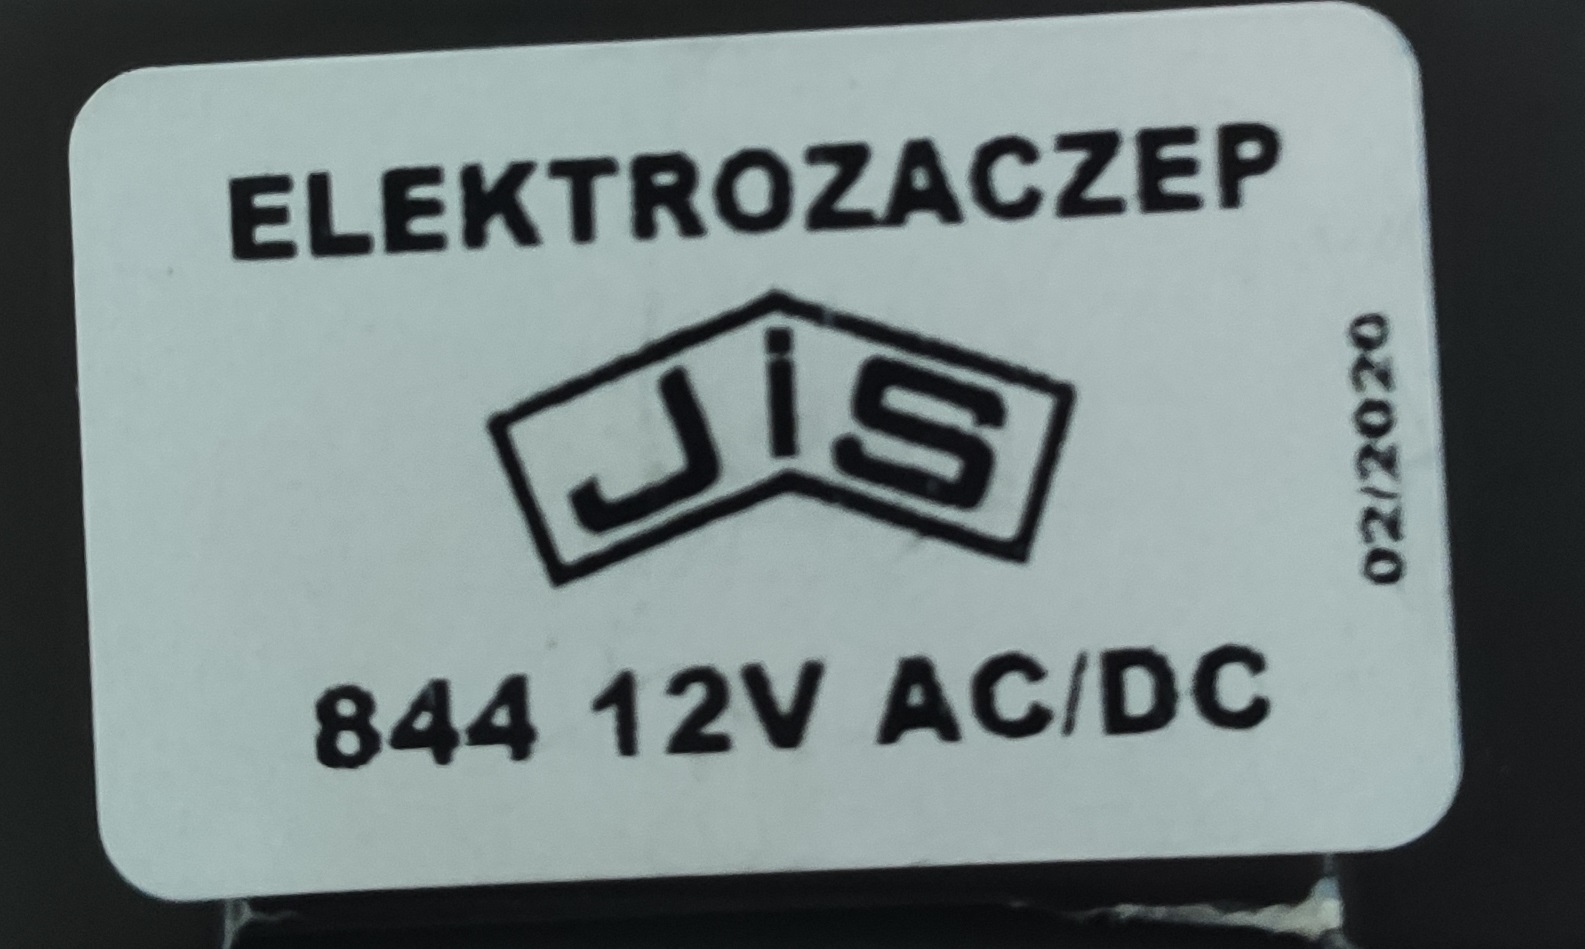 ELEKTROZACZEP
JiS
02/2020
844 12V AC/DC